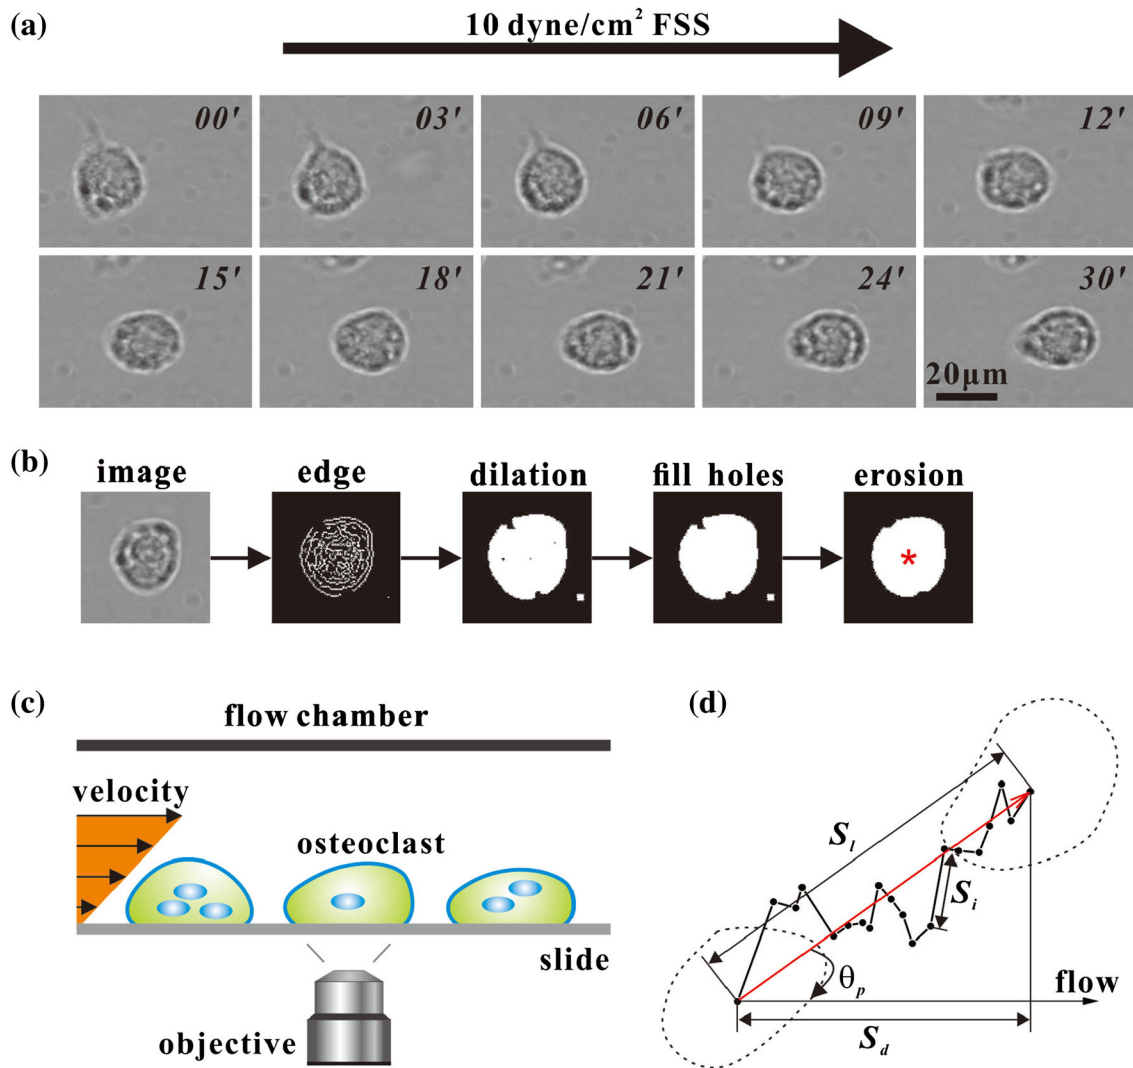 (a)
10 dyne/cm² FSS
00' 03' 06' 09' 12'
15' 18' 21' 24' 30'
20μm
(b)
image edge dilation fill holes erosion
*
(c)
flow chamber
velocity
osteoclast
slide
objective
(d)
S_l
S_i
θ_p
flow
S_d